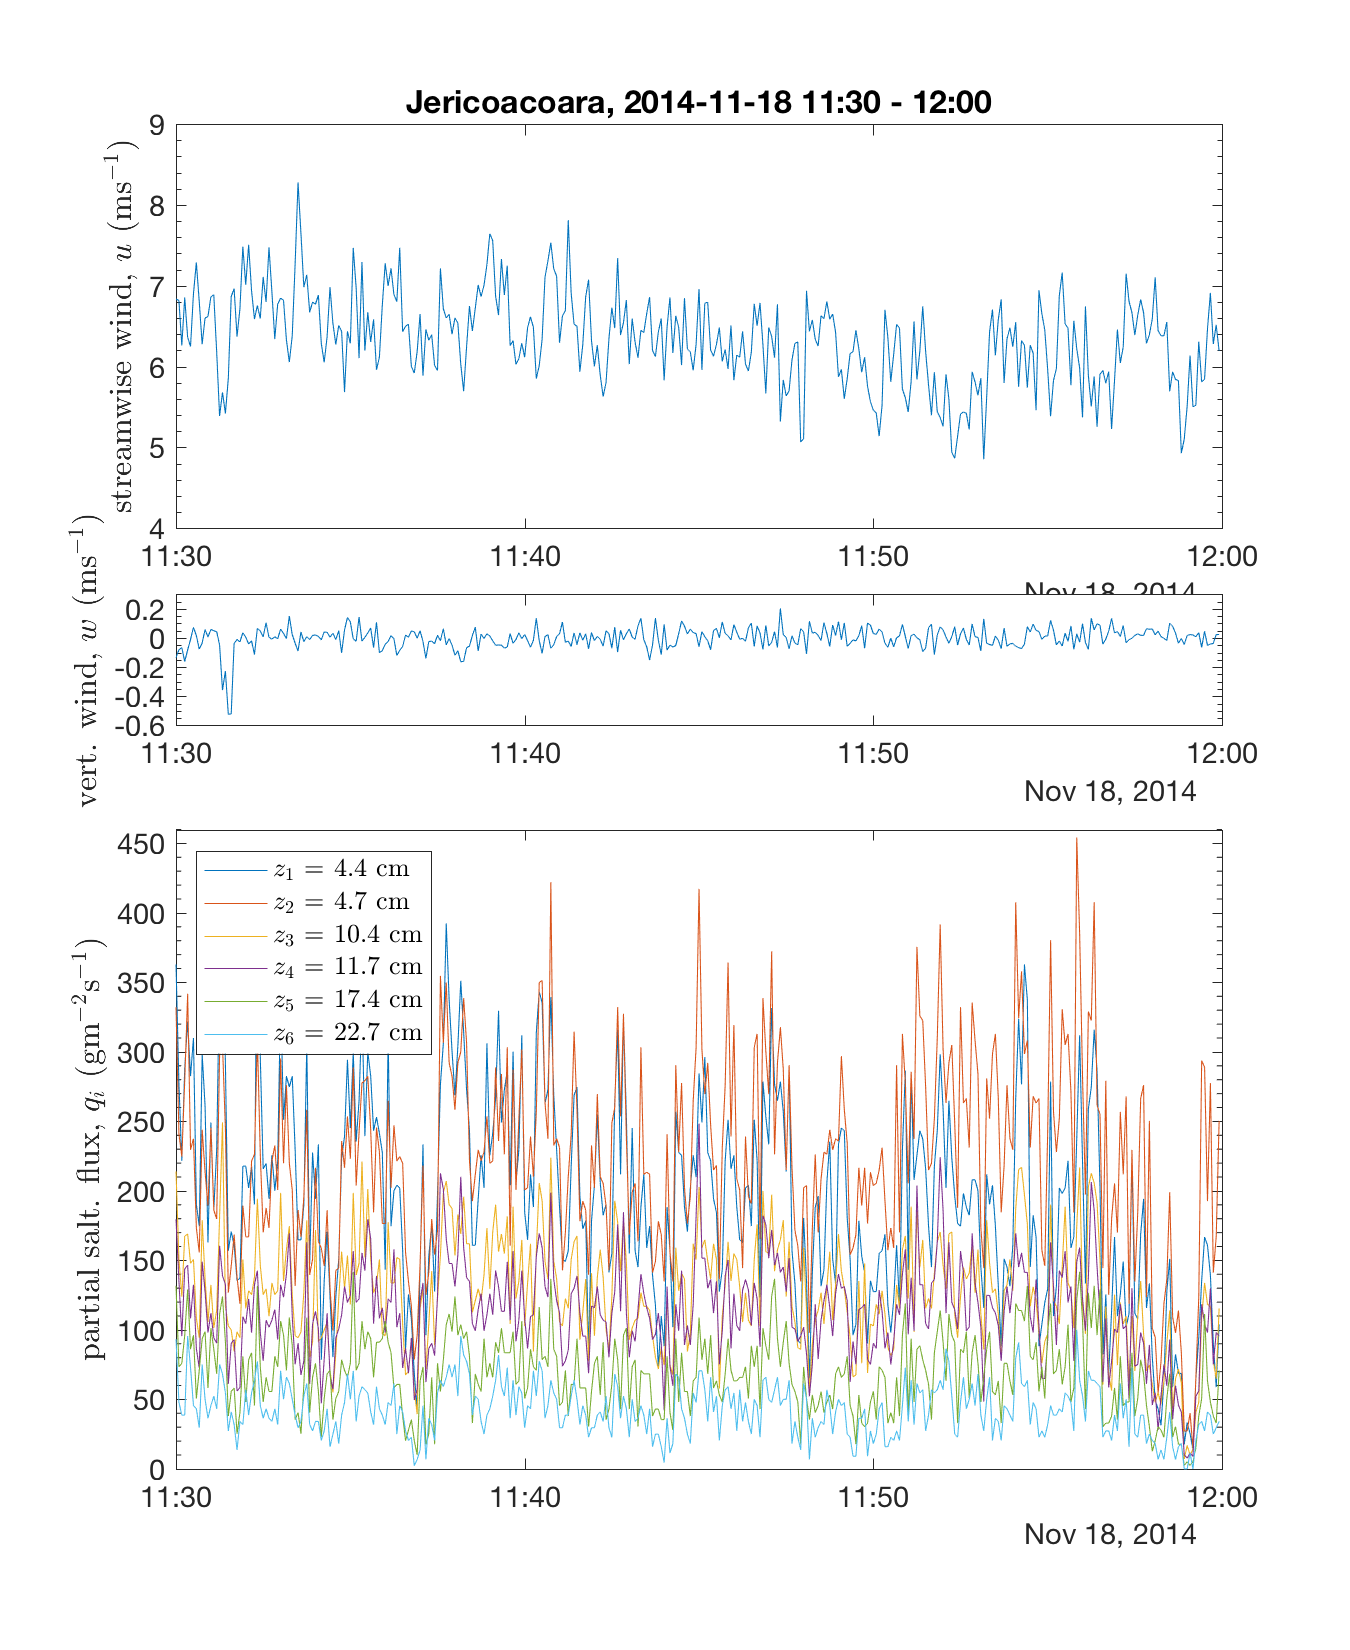 Jericoacoara, 2014-11-18 11:30 - 12:00
streamwise wind, u (ms⁻¹)
9
8
7
6
5
4
11:30 11:40 11:50 12:00
Nov 18, 2014
vert. wind, w (ms⁻¹)
0.2
0
-0.2
-0.4
-0.6
11:30 11:40 11:50 12:00
Nov 18, 2014
partial salt. flux, qᵢ (gm⁻²s⁻¹)
450
400
350
300
250
200
150
100
50
0
z₁ = 4.4 cm
z₂ = 4.7 cm
z₃ = 10.4 cm
z₄ = 11.7 cm
z₅ = 17.4 cm
z₆ = 22.7 cm
11:30 11:40 11:50 12:00
Nov 18, 2014